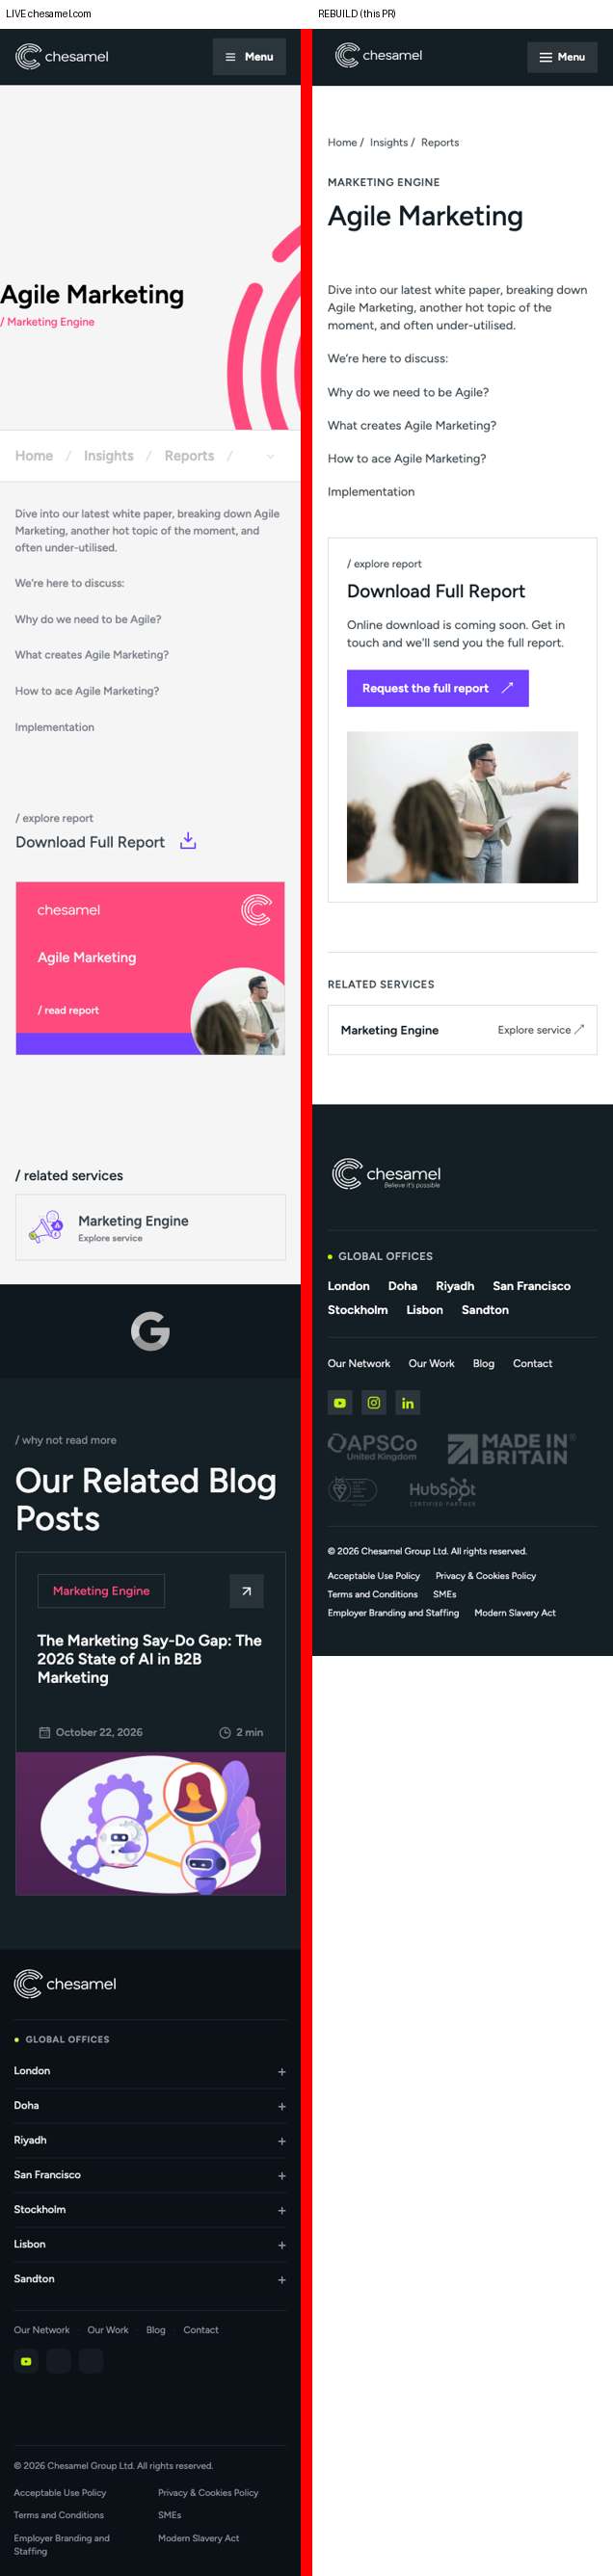 LIVE chesamel.com
chesamel
Menu
Agile Marketing
/ Marketing Engine
Home / Insights / Reports /
Dive into our latest white paper, breaking down Agile
Marketing, another hot topic of the moment, and
often under-utilised.
We're here to discuss:
Why do we need to be Agile?
What creates Agile Marketing?
How to ace Agile Marketing?
Implementation
/ explore report
Download Full Report
chesamel
Agile Marketing
/ read report
/ related services
Marketing Engine
Explore service
/ why not read more
Our Related Blog
Posts
Marketing Engine
The Marketing Say-Do Gap: The
2026 State of AI in B2B
Marketing
October 22, 2026
2 min
chesamel
GLOBAL OFFICES
London +
Doha +
Riyadh +
San Francisco +
Stockholm +
Lisbon +
Sandton +
Our Network Our Work Blog Contact
© 2026 Chesamel Group Ltd. All rights reserved.
Acceptable Use Policy Privacy & Cookies Policy
Terms and Conditions SMEs
Employer Branding and Modern Slavery Act
Staffing
REBUILD (this PR)
chesamel
Menu
Home / Insights / Reports
MARKETING ENGINE
Agile Marketing
Dive into our latest white paper, breaking down
Agile Marketing, another hot topic of the
moment, and often under-utilised.
We're here to discuss:
Why do we need to be Agile?
What creates Agile Marketing?
How to ace Agile Marketing?
Implementation
/ explore report
Download Full Report
Online download is coming soon. Get in
touch and we'll send you the full report.
Request the full report
RELATED SERVICES
Marketing Engine
Explore service
chesamel
Believe it's possible
GLOBAL OFFICES
London Doha Riyadh San Francisco
Stockholm Lisbon Sandton
Our Network Our Work Blog Contact
APSCo
United Kingdom
MADE IN
BRITAIN
HubSpot
CERTIFIED PARTNER
© 2026 Chesamel Group Ltd. All rights reserved.
Acceptable Use Policy Privacy & Cookies Policy
Terms and Conditions SMEs
Employer Branding and Staffing Modern Slavery Act